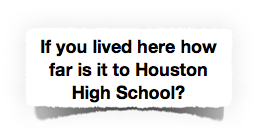 If you lived here how
far is it to Houston
High School?